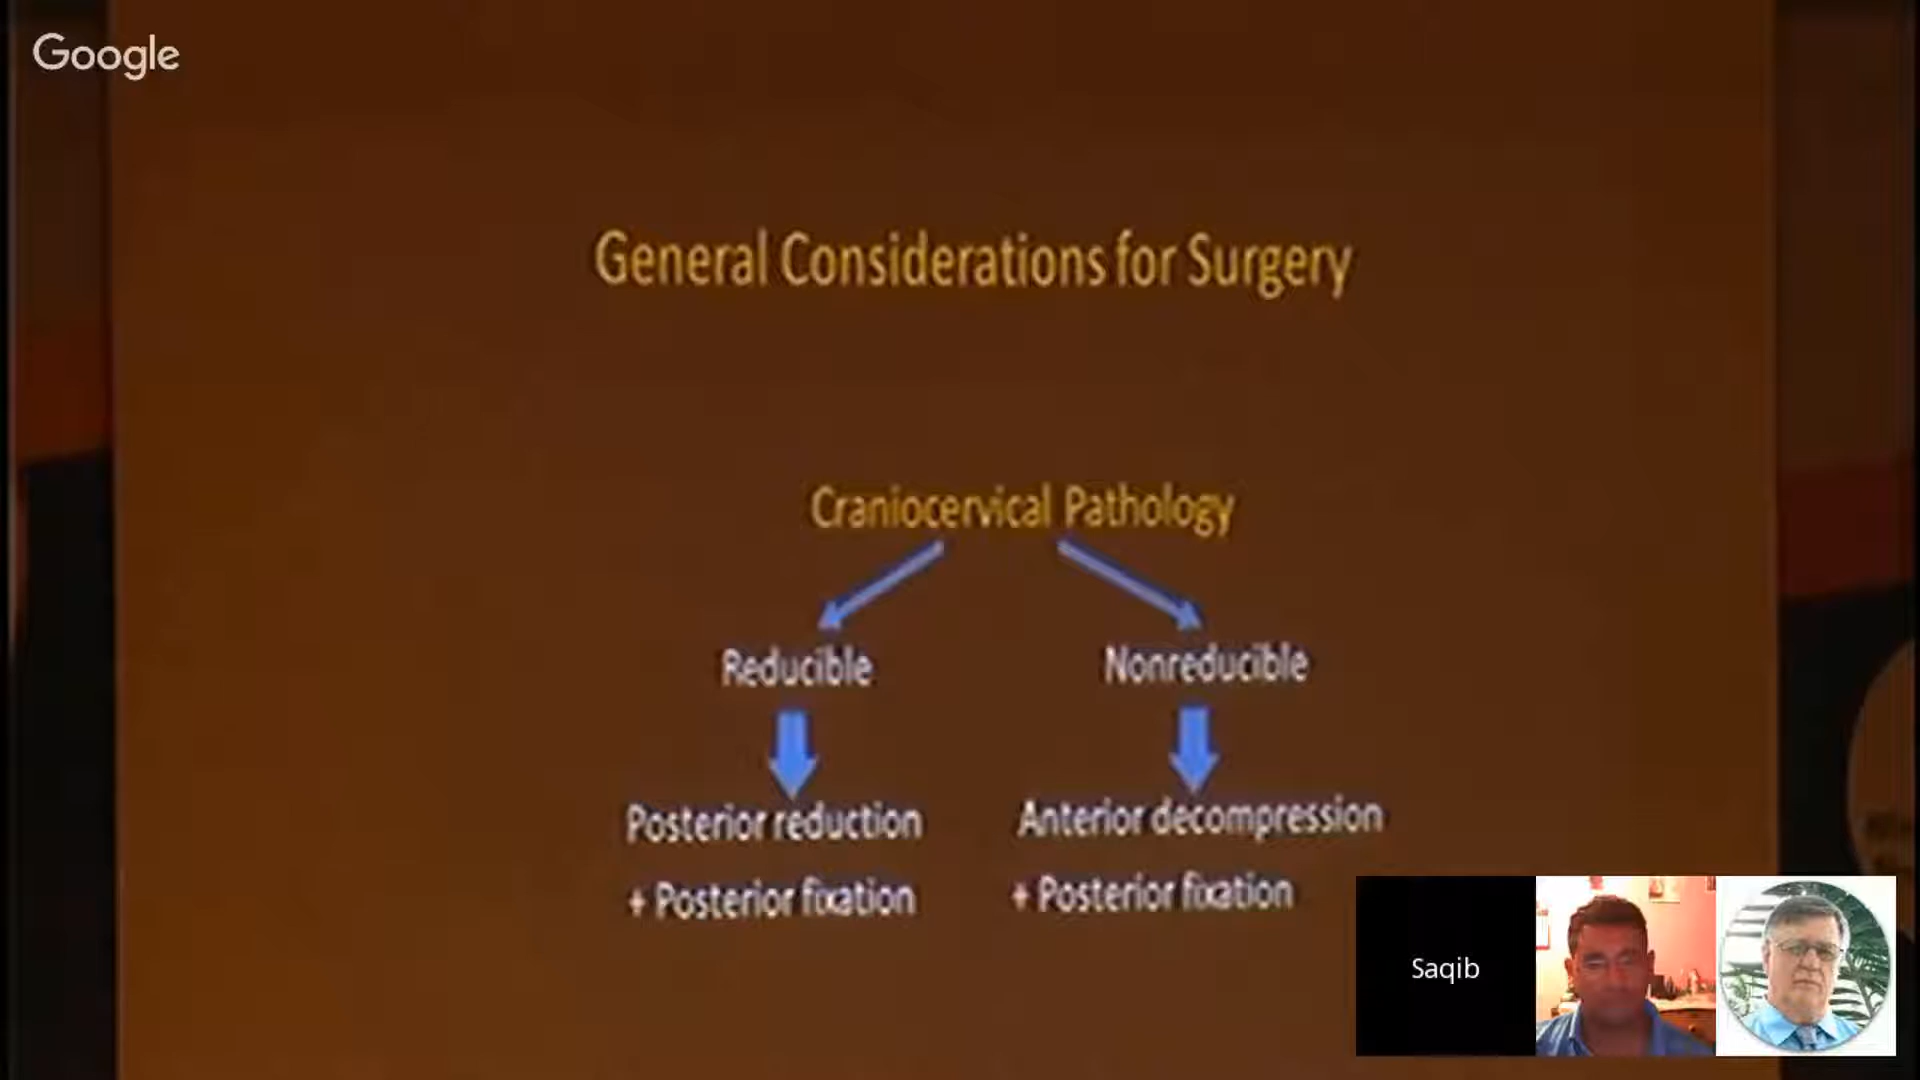 Google
General Considerations for Surgery
Craniocervical Pathology
Reducible
Nonreducible
Posterior reduction
Anterior decompression
+ Posterior fixation
+ Posterior fixation
Saqib